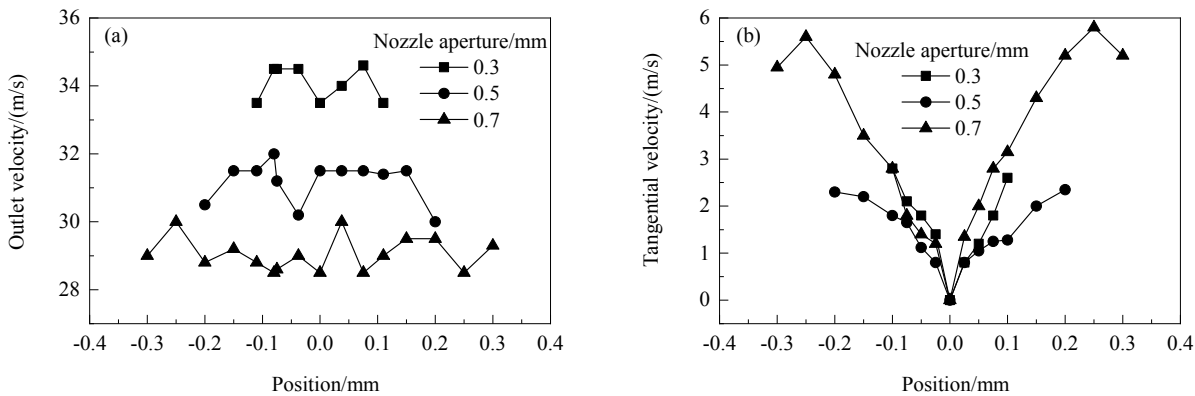 (a)
Nozzle aperture/mm
0.3
0.5
0.7
Outlet velocity/(m/s)
36
34
32
30
28
-0.4 -0.3 -0.2 -0.1 0.0 0.1 0.2 0.3 0.4
Position/mm
(b)
Nozzle aperture/mm
0.3
0.5
0.7
Tangential velocity/(m/s)
6
5
4
3
2
1
0
-0.4 -0.3 -0.2 -0.1 0.0 0.1 0.2 0.3 0.4
Position/mm